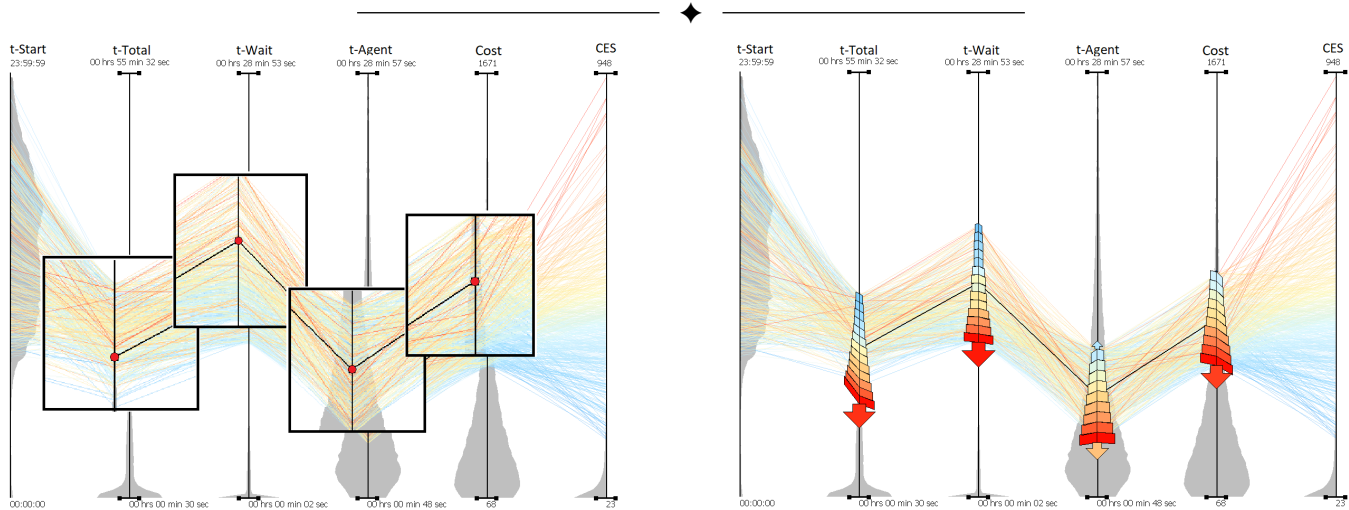 t-Start t-Total t-Wait t-Agent Cost CES
23:59:59 00 hrs 55 min 32 sec 00 hrs 28 min 53 sec 00 hrs 28 min 57 sec 1671 948
00:00:00 00 hrs 00 min 30 sec 00 hrs 00 min 02 sec 00 hrs 00 min 48 sec 68 23
t-Start t-Total t-Wait t-Agent Cost CES
23:59:59 00 hrs 55 min 32 sec 00 hrs 28 min 53 sec 00 hrs 28 min 57 sec 1671 948
00:00:00 00 hrs 00 min 30 sec 00 hrs 00 min 02 sec 00 hrs 00 min 48 sec 68 23